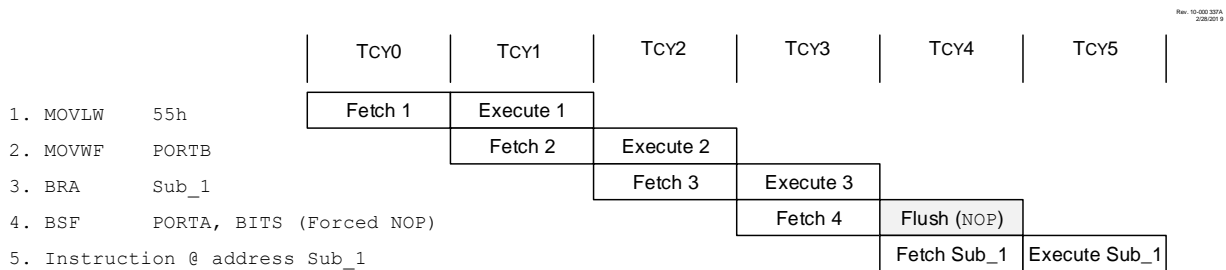 Rev. 10-000 337A
2/28/201 9
TCY0 TCY1 TCY2 TCY3 TCY4 TCY5
1. MOVLW 55h Fetch 1 Execute 1
2. MOVWF PORTB Fetch 2 Execute 2
3. BRA Sub_1 Fetch 3 Execute 3
4. BSF PORTA, BITS (Forced NOP) Fetch 4 Flush (NOP)
5. Instruction @ address Sub_1 Fetch Sub_1 Execute Sub_1